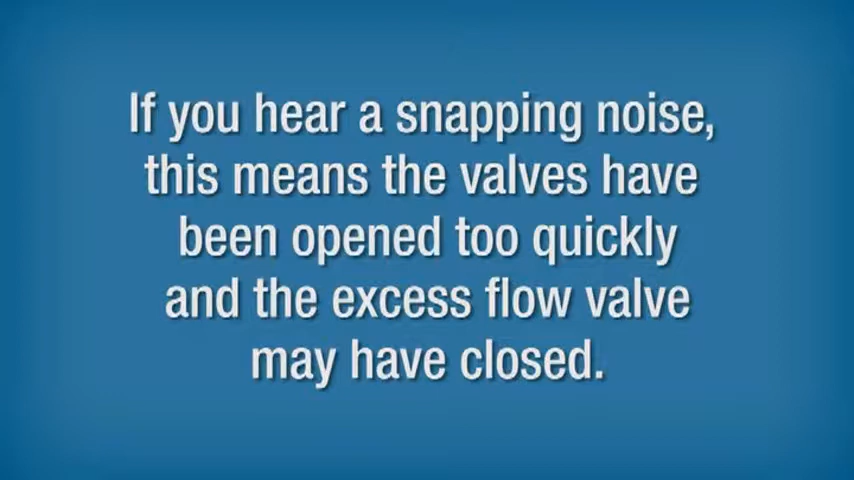 If you hear a snapping noise,
this means the valves have
been opened too quickly
and the excess flow valve
may have closed.